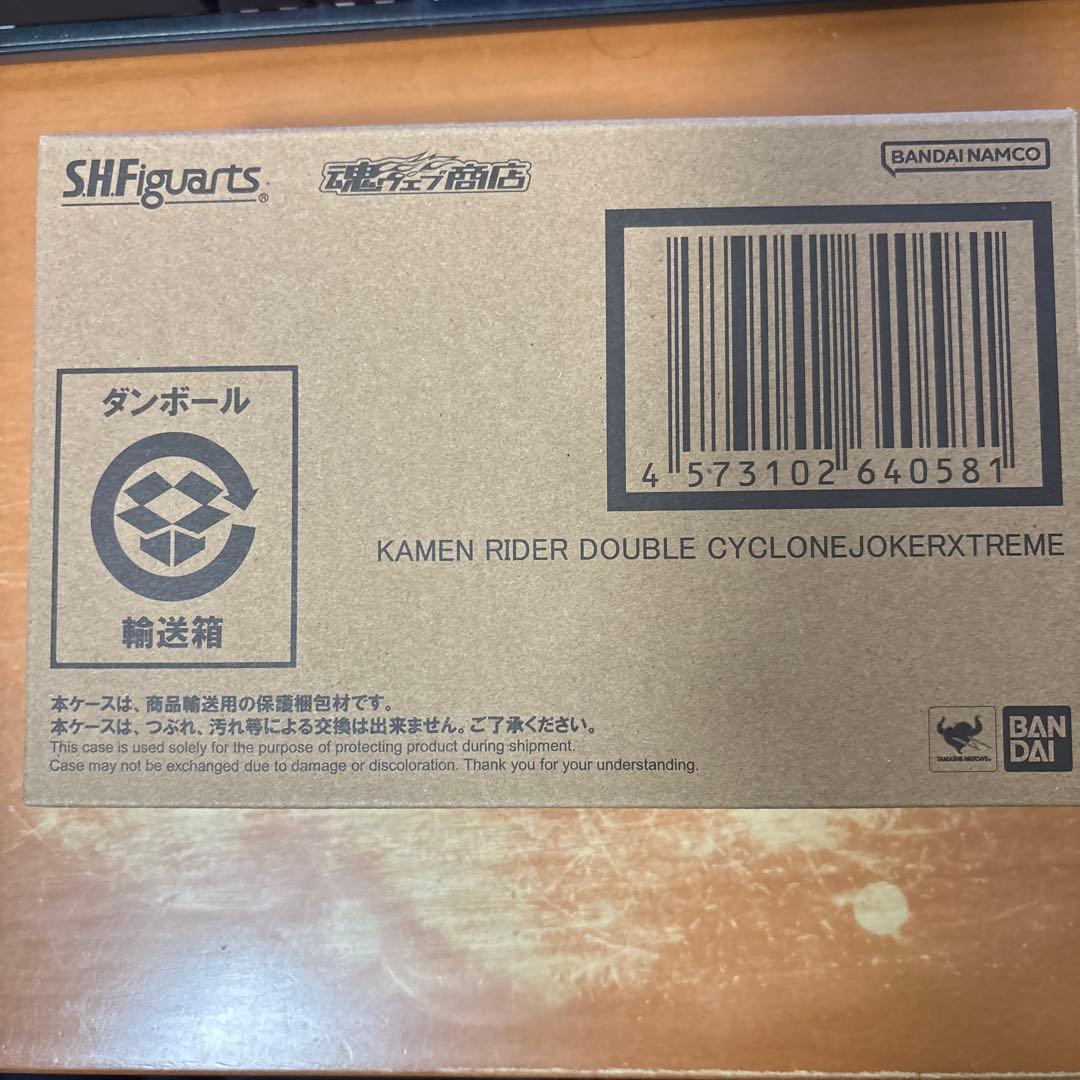 S.H.Figuarts®
魂ウェブ商店
BANDAI NAMCO
4 573102 640581
KAMEN RIDER DOUBLE CYCLONEJOKERXTREME
ダンボール
輸送箱
本ケースは、商品輸送用の保護梱包材です。
本ケースは、つぶれ、汚れ等による交換は出来ません。ご了承ください。
This case is used solely for the purpose of protecting product during shipment.
Case may not be exchanged due to damage or discoloration. Thank you for your understanding.
TAMASHII NATIONS
BAN
DAI